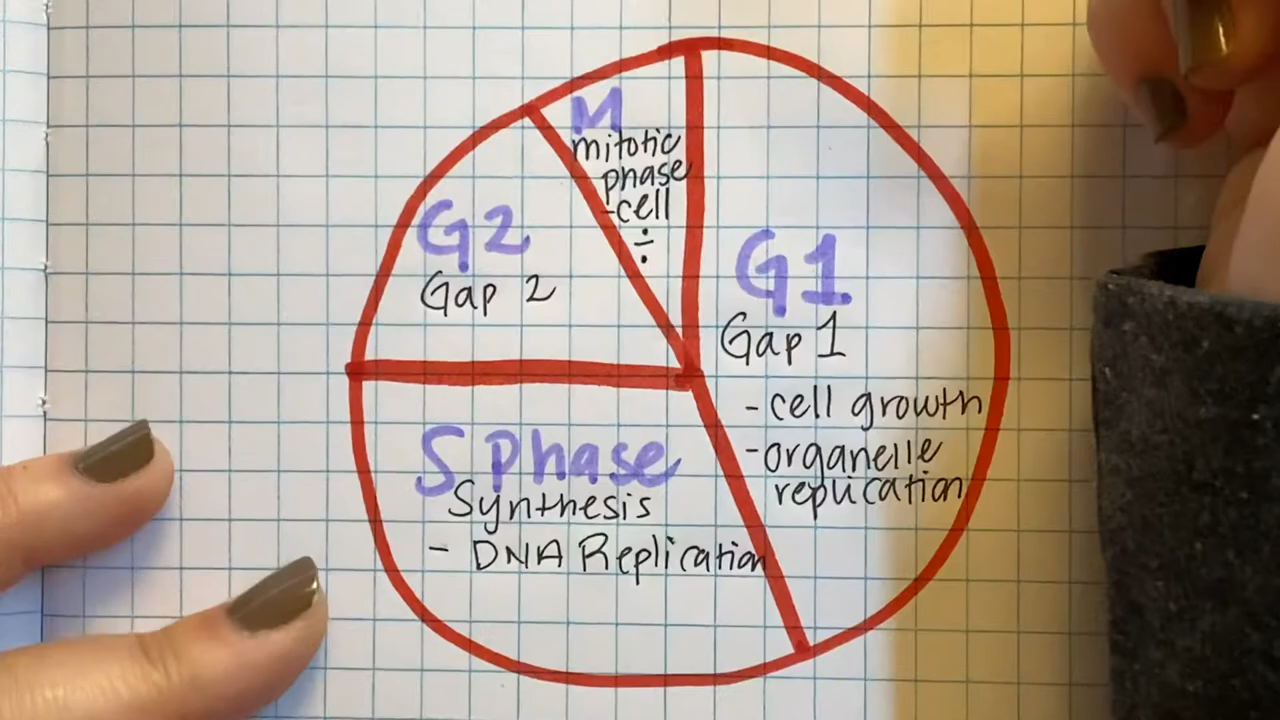 M
mitotic
phase
-cell
÷
G2
Gap 2
G1
Gap 1
- cell growth
- organelle
replication
S Phase
Synthesis
- DNA Replication